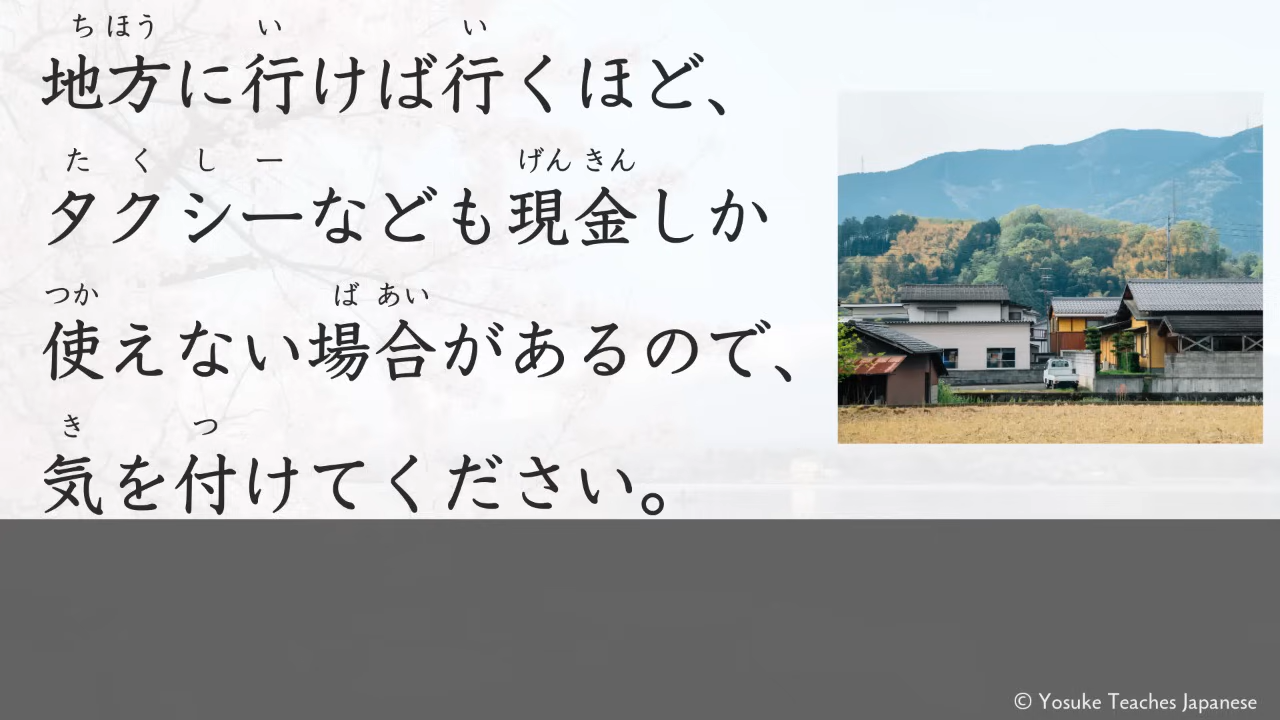 ちほう い い
地方に行けば行くほど、
たくしー げんきん
タクシーなども現金しか
つか ばあい
使えない場合があるので、
き つ
気を付けてください。
© Yosuke Teaches Japanese